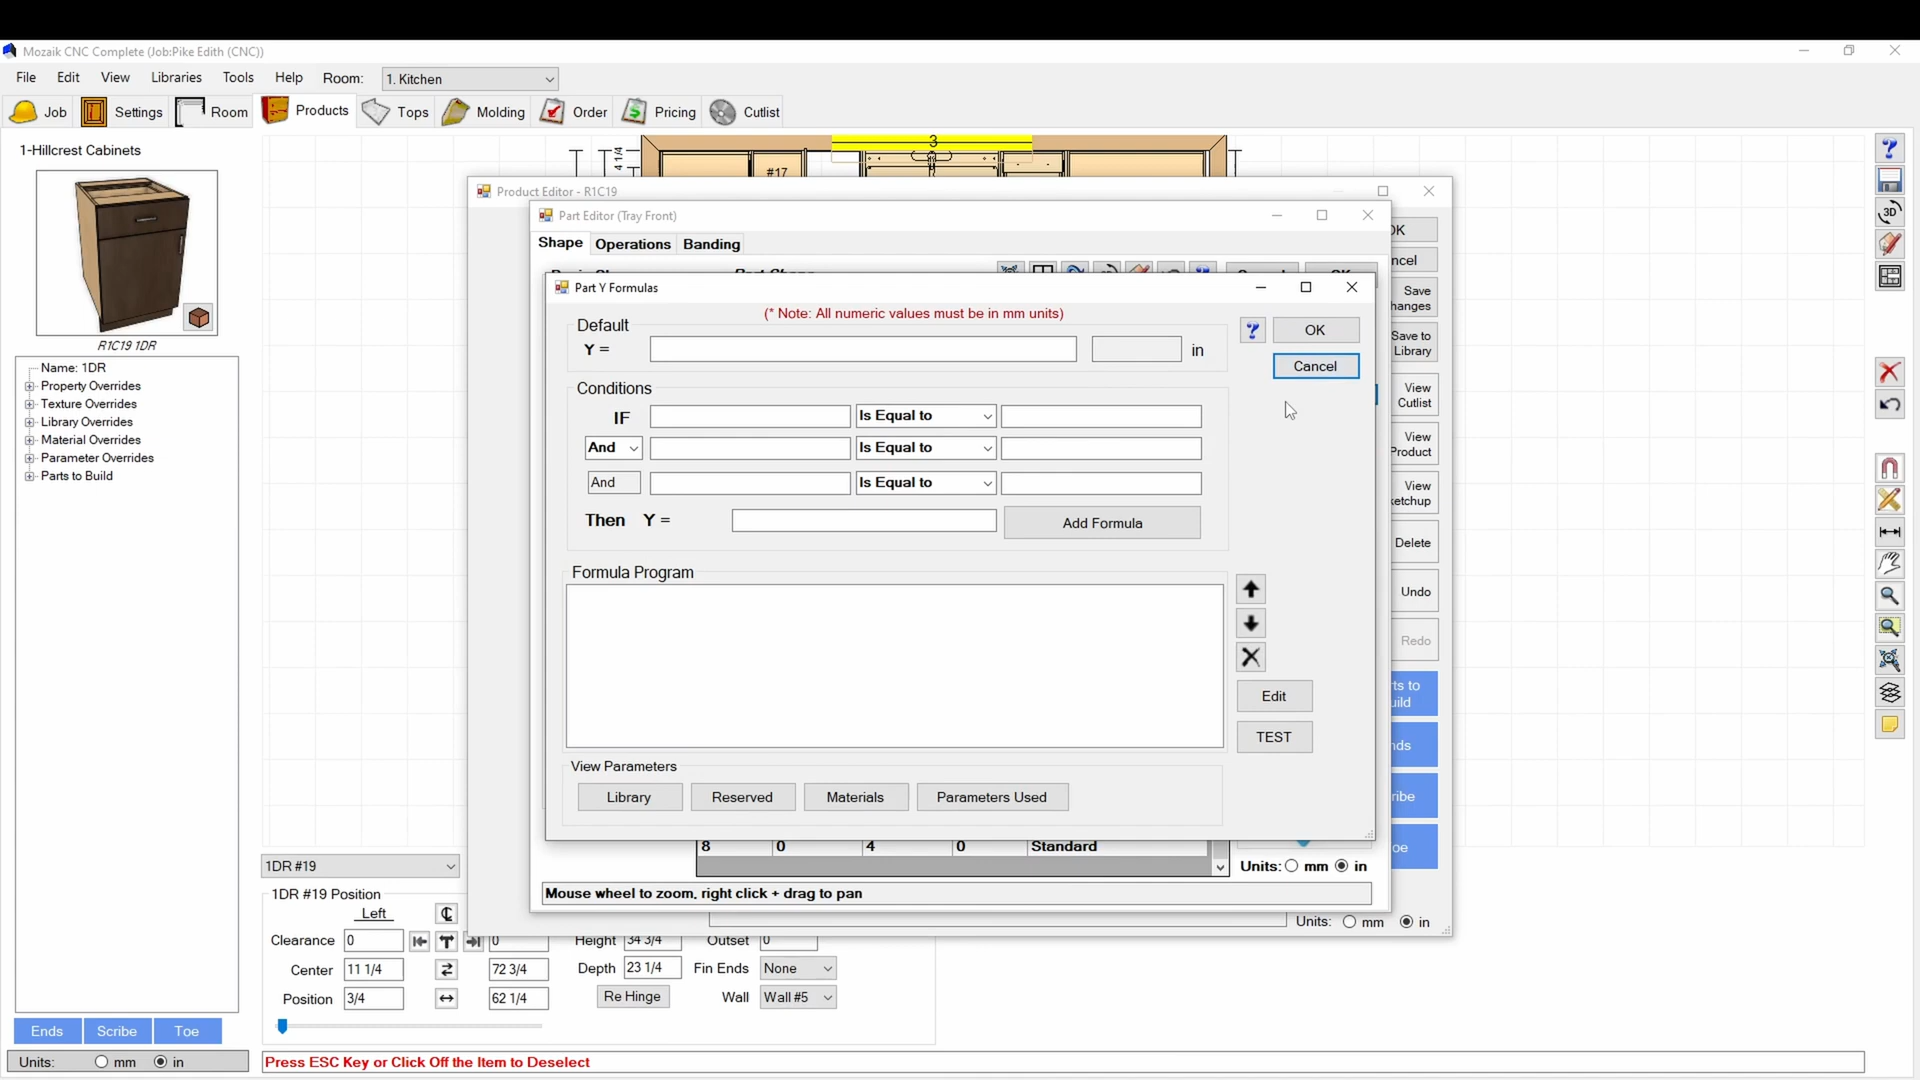 Mozaik CNC Complete (Job:Pike Edith (CNC))
File Edit View Libraries Tools Help Room: 1. Kitchen
Job Settings Room Products Tops Molding Order Pricing Cutlist
1-Hillcrest Cabinets
R1C19 1DR
Name: 1DR
Property Overrides
Texture Overrides
Library Overrides
Material Overrides
Parameter Overrides
Parts to Build
Ends Scribe Toe
Units: mm in
4 1/4
3
#17
Product Editor - R1C19
Part Editor (Tray Front)
Shape Operations Banding
Part Y Formulas
(* Note: All numeric values must be in mm units)
Default
Y =
in
OK
Cancel
Conditions
IF Is Equal to
And Is Equal to
And Is Equal to
Then Y =
Add Formula
Formula Program
Edit
TEST
View Parameters
Library Reserved Materials Parameters Used
8 0 4 0 Standard
Units: mm in
Mouse wheel to zoom, right click + drag to pan
Units: mm in
View
Cutlist
View
Product
View
Delete
Undo
Redo
3D
1DR #19
1DR #19 Position
Left
Clearance 0 0
Center 11 1/4 72 3/4
Position 3/4 62 1/4
Height 34 3/4 Outset 0
Depth 23 1/4 Fin Ends None
Re Hinge Wall Wall #5
Press ESC Key or Click Off the Item to Deselect